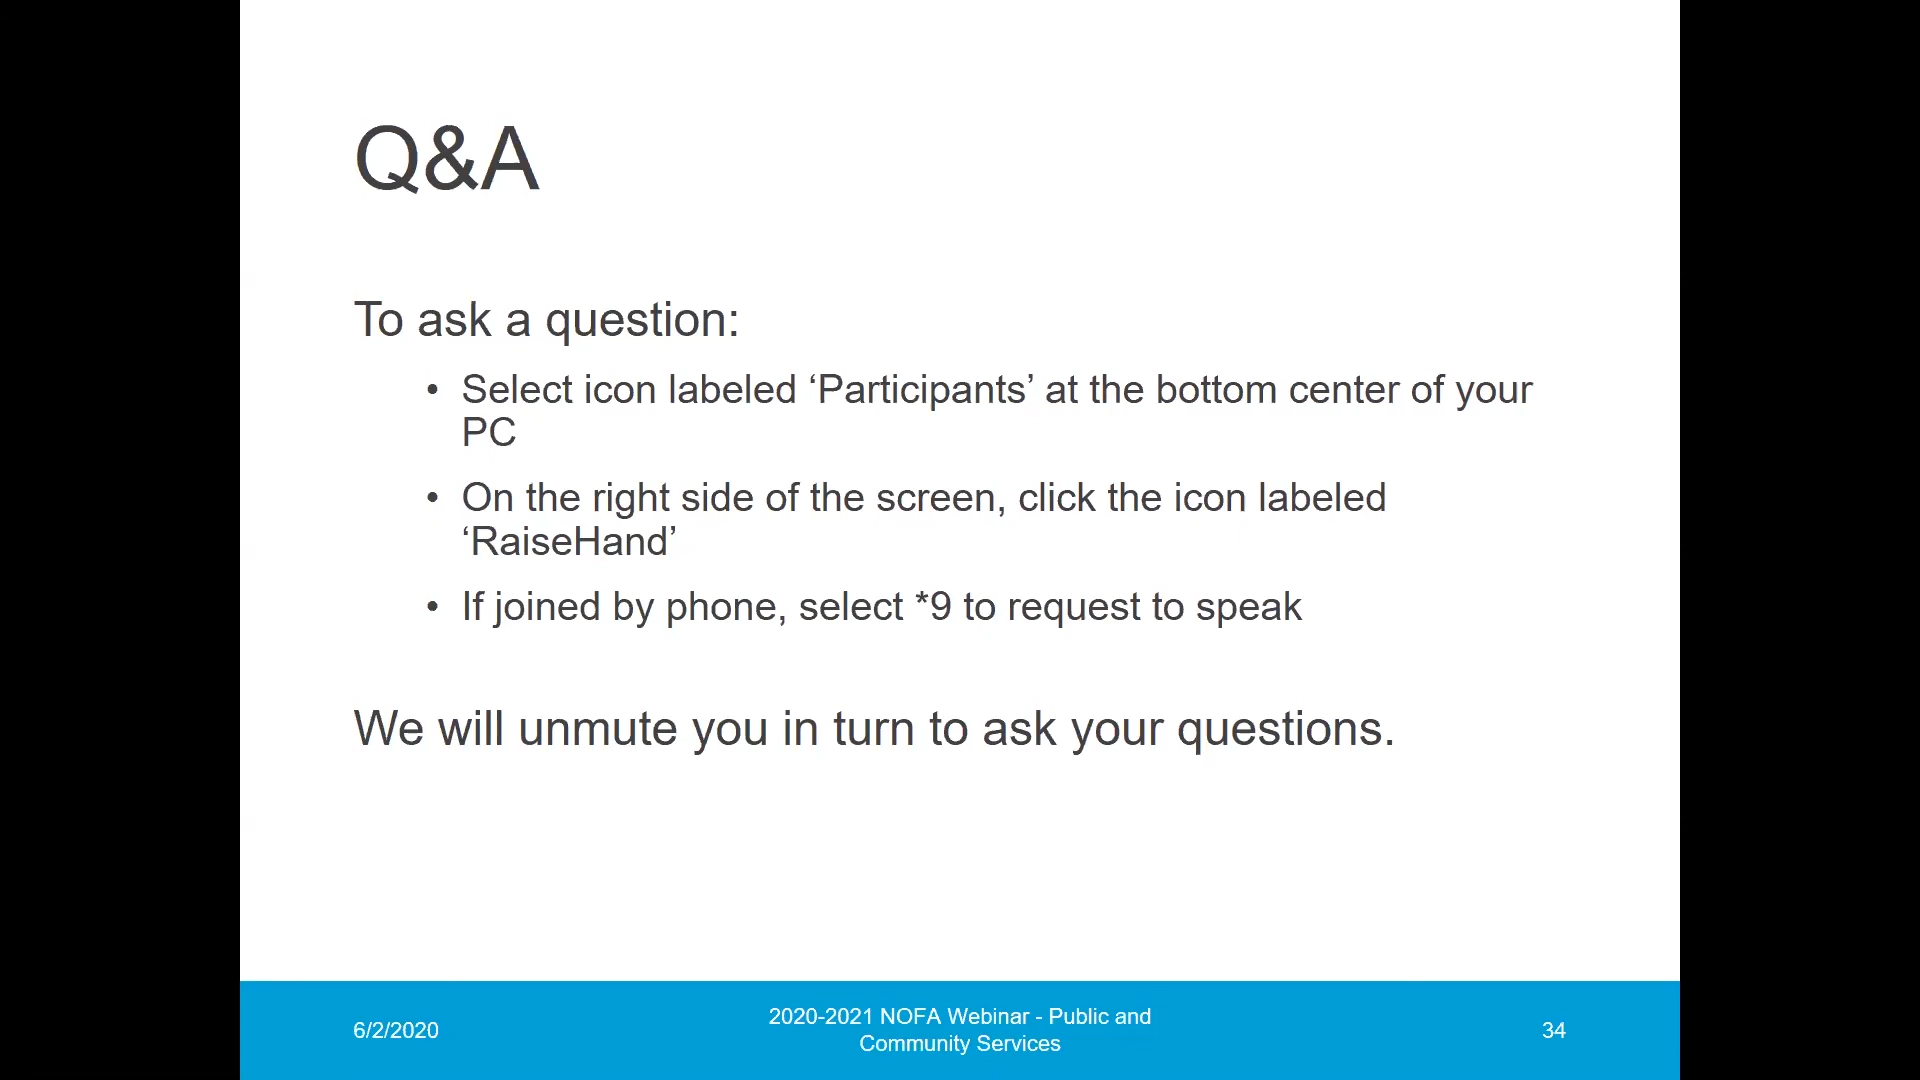 Q&A
To ask a question:
• Select icon labeled ‘Participants’ at the bottom center of your
PC
• On the right side of the screen, click the icon labeled
‘RaiseHand’
• If joined by phone, select *9 to request to speak
We will unmute you in turn to ask your questions.
6/2/2020
2020-2021 NOFA Webinar - Public and
Community Services
34